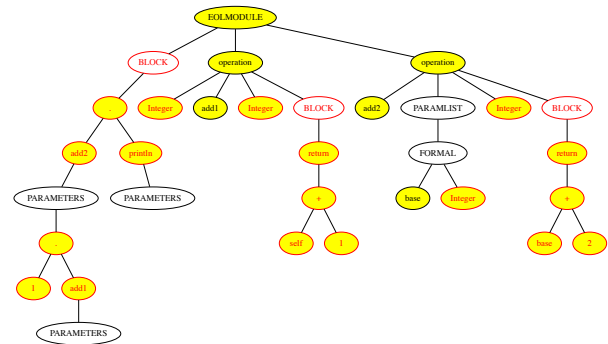 EOLMODULE
BLOCK operation operation
. Integer add1 Integer BLOCK add2 PARAMLIST Integer BLOCK
add2 println return FORMAL return
PARAMETERS PARAMETERS + base Integer +
. self 1 base 2
1 add1
PARAMETERS